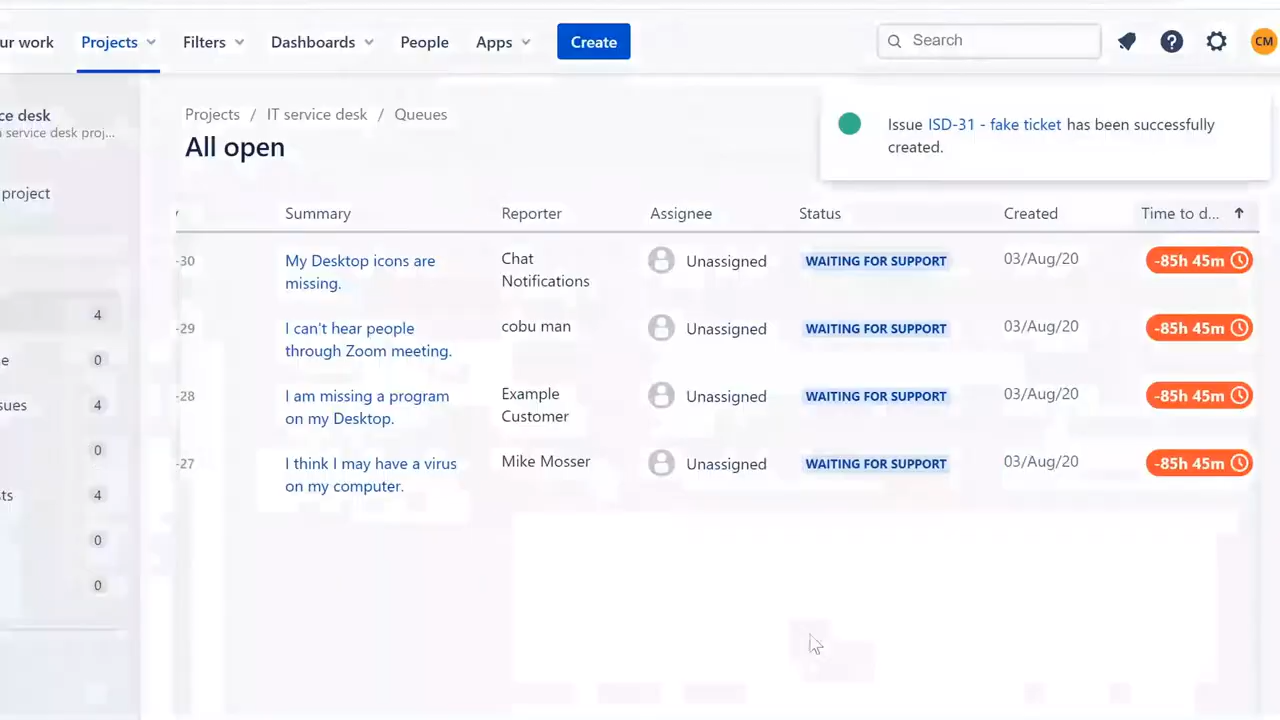 ur work Projects Filters Dashboards People Apps Create Search CM
ce desk
a service desk proj...
project
4
e 0
sues 4
0
ts 4
0
0
Projects / IT service desk / Queues
All open
Issue ISD-31 - fake ticket has been successfully
created.
y Summary Reporter Assignee Status Created Time to d...
-30 My Desktop icons are Chat Unassigned WAITING FOR SUPPORT 03/Aug/20 -85h 45m
missing. Notifications
-29 I can't hear people cobu man Unassigned WAITING FOR SUPPORT 03/Aug/20 -85h 45m
through Zoom meeting.
-28 I am missing a program Example Unassigned WAITING FOR SUPPORT 03/Aug/20 -85h 45m
on my Desktop. Customer
-27 I think I may have a virus Mike Mosser Unassigned WAITING FOR SUPPORT 03/Aug/20 -85h 45m
on my computer.